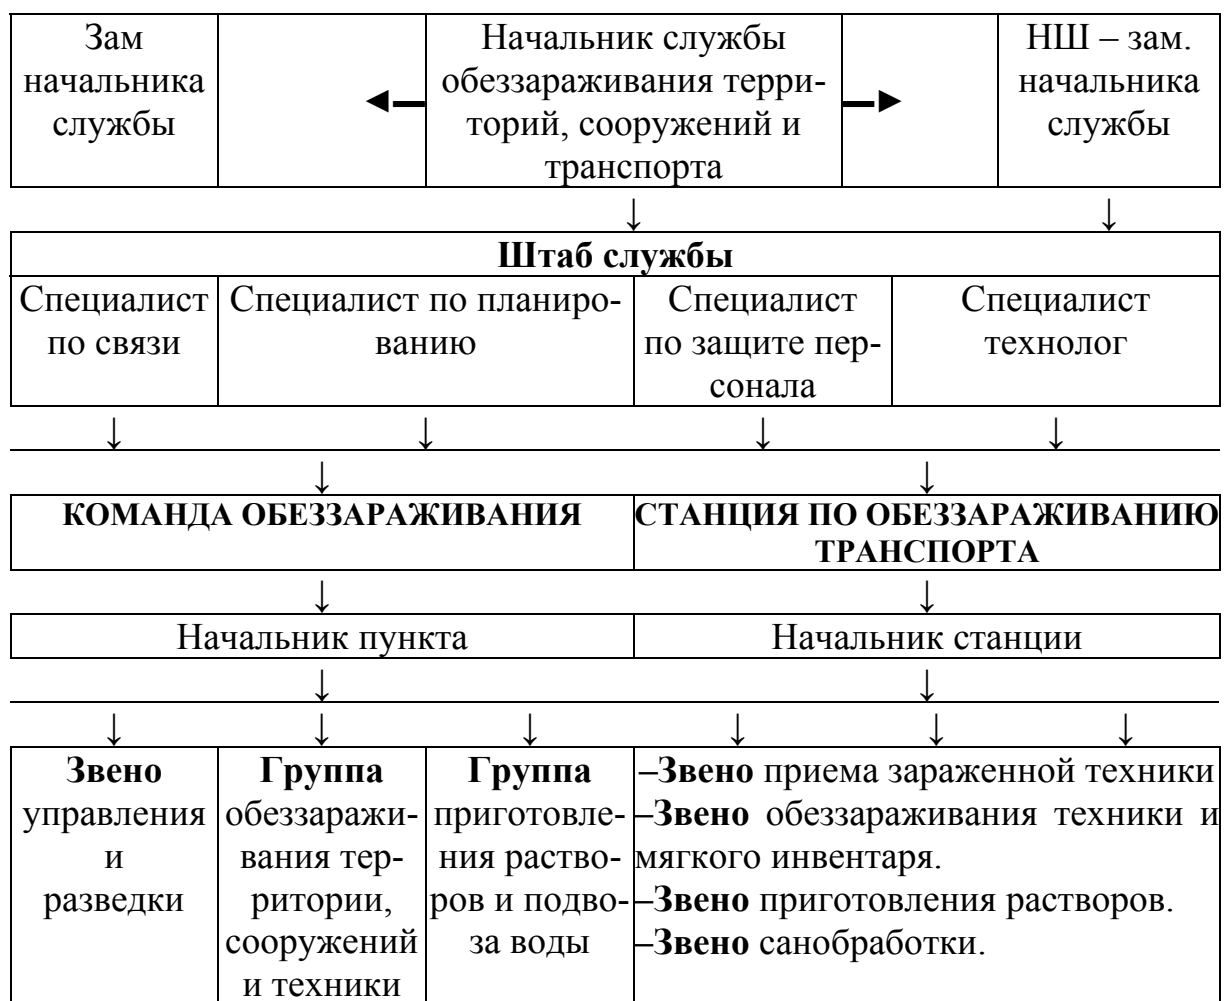 Зам
начальника
службы
Начальник службы
обеззараживания терри-
торий, сооружений и
транспорта
НШ – зам.
начальника
службы
Штаб службы
Специалист
по связи
Специалист по планиро-
ванию
Специалист
по защите пер-
сонала
Специалист
технолог
КОМАНДА ОБЕЗЗАРАЖИВАНИЯ
СТАНЦИЯ ПО ОБЕЗЗАРАЖИВАНИЮ
ТРАНСПОРТА
Начальник пункта
Начальник станции
Звено
управления
и
разведки
Группа
обеззаражи-
вания тер-
ритории,
сооружений
и техники
Группа
приготовле-
ния раство-
ров и подво-
за воды
–Звено приема зараженной техники
–Звено обеззараживания техники и
мягкого инвентаря.
–Звено приготовления растворов.
–Звено санобработки.